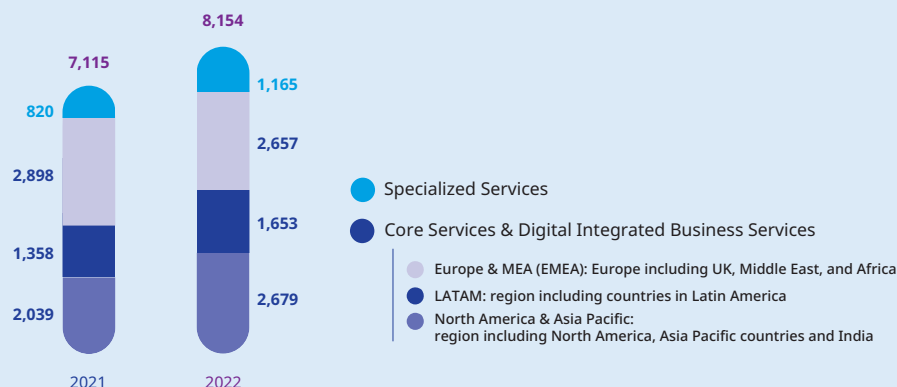 8,154
7,115
820
1,165
2,898
2,657
1,358
1,653
2,039
2,679
2021
2022
Specialized Services
Core Services & Digital Integrated Business Services
Europe & MEA (EMEA): Europe including UK, Middle East, and Africa
LATAM: region including countries in Latin America
North America & Asia Pacific:
region including North America, Asia Pacific countries and India